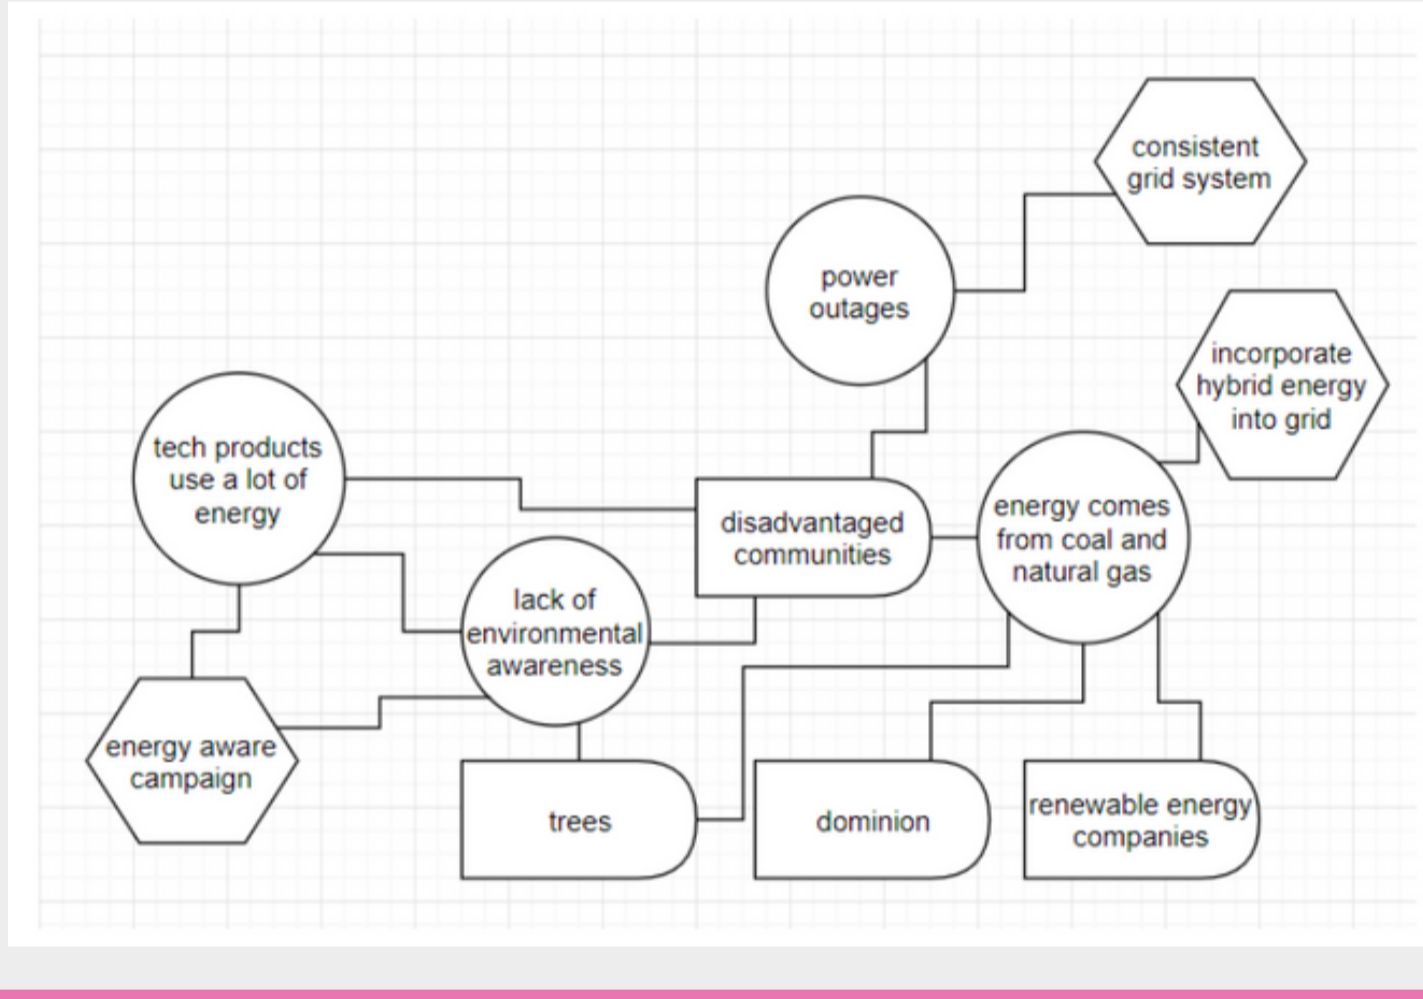 consistent
grid system
power
outages
incorporate
hybrid energy
into grid
tech products
use a lot of
energy
disadvantaged
communities
energy comes
from coal and
natural gas
lack of
environmental
awareness
energy aware
campaign
trees
dominion
renewable energy
companies